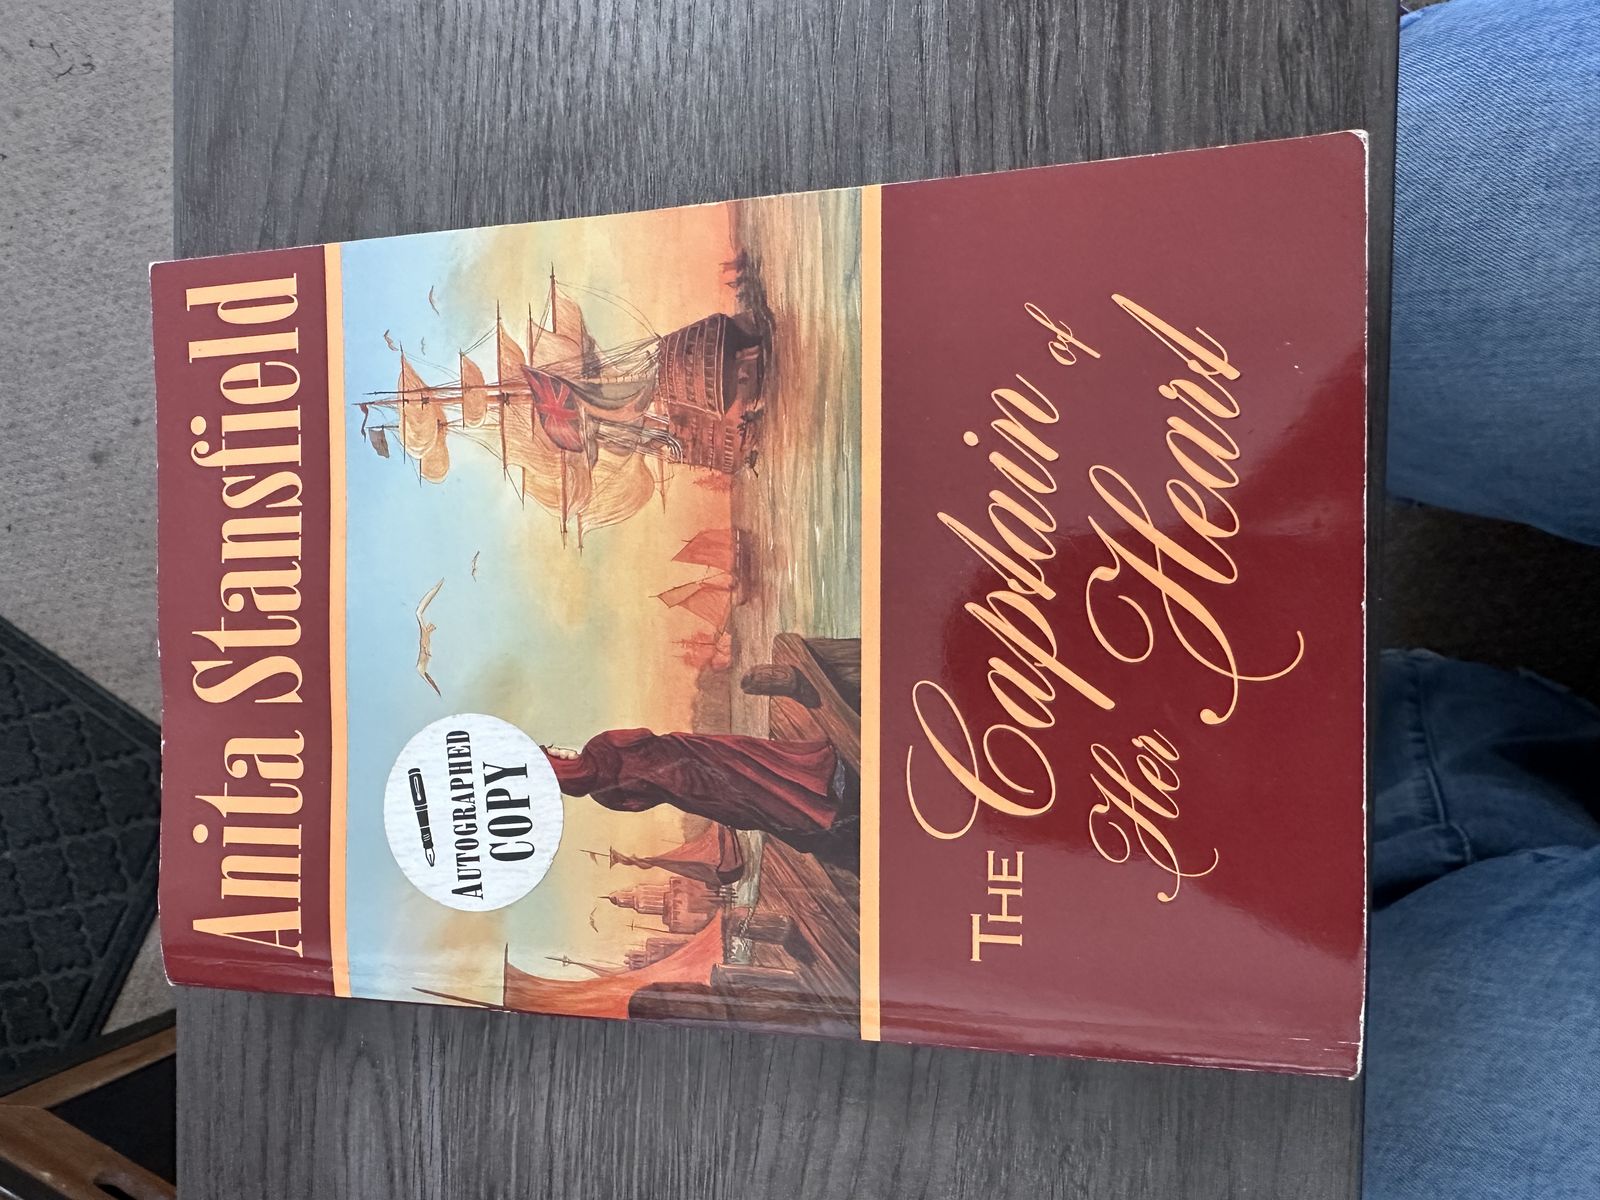 Anita Stansfield
AUTOGRAPHED
COPY
THE Captain of
Her Heart